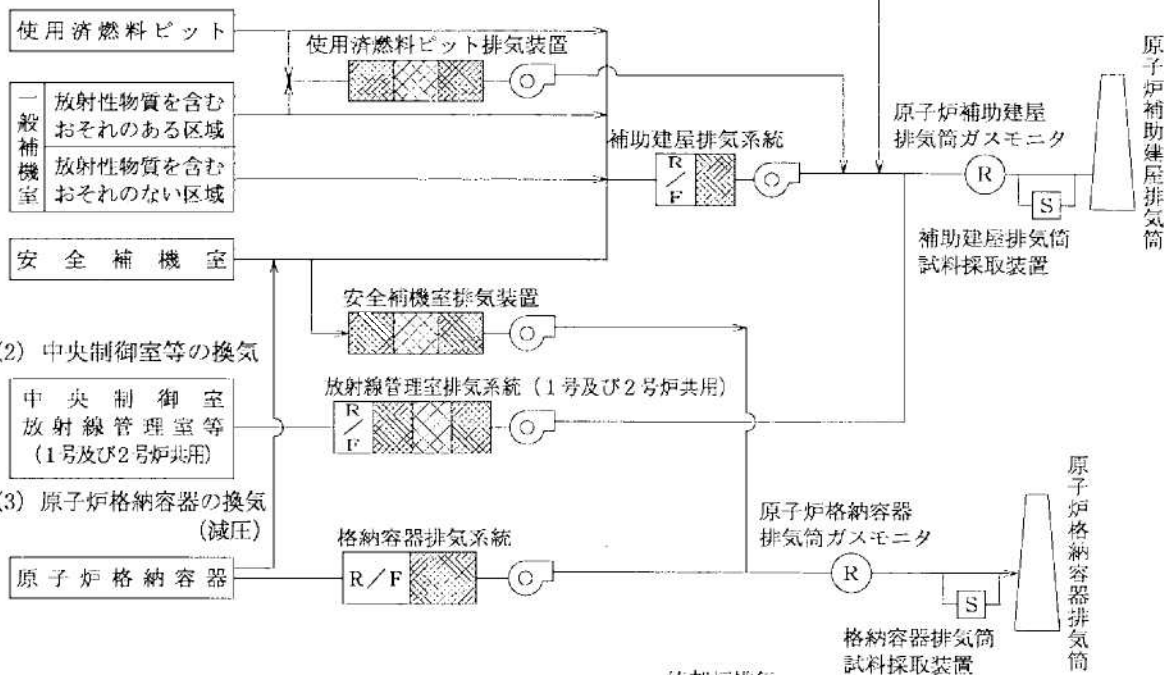 使用済燃料ピット
使用済燃料ピット排気装置
一般補機室
放射性物質を含む
おそれのある区域
放射性物質を含む
おそれのない区域
補助建屋排気系統
R/F
原子炉補助建屋
排気筒ガスモニタ
R
S
補助建屋排気筒
試料採取装置
原子炉補助建屋排気筒
安全補機室
安全補機室排気装置
(2) 中央制御室等の換気
中央制御室
放射線管理室等
(1号及び2号炉共用)
放射線管理室排気系統(1号及び2号炉共用)
R/F
(3) 原子炉格納容器の換気
(減圧)
原子炉格納容器
格納容器排気系統
R/F
原子炉格納容器
排気筒ガスモニタ
R
S
格納容器排気筒
試料採取装置
原子炉格納容器排気筒